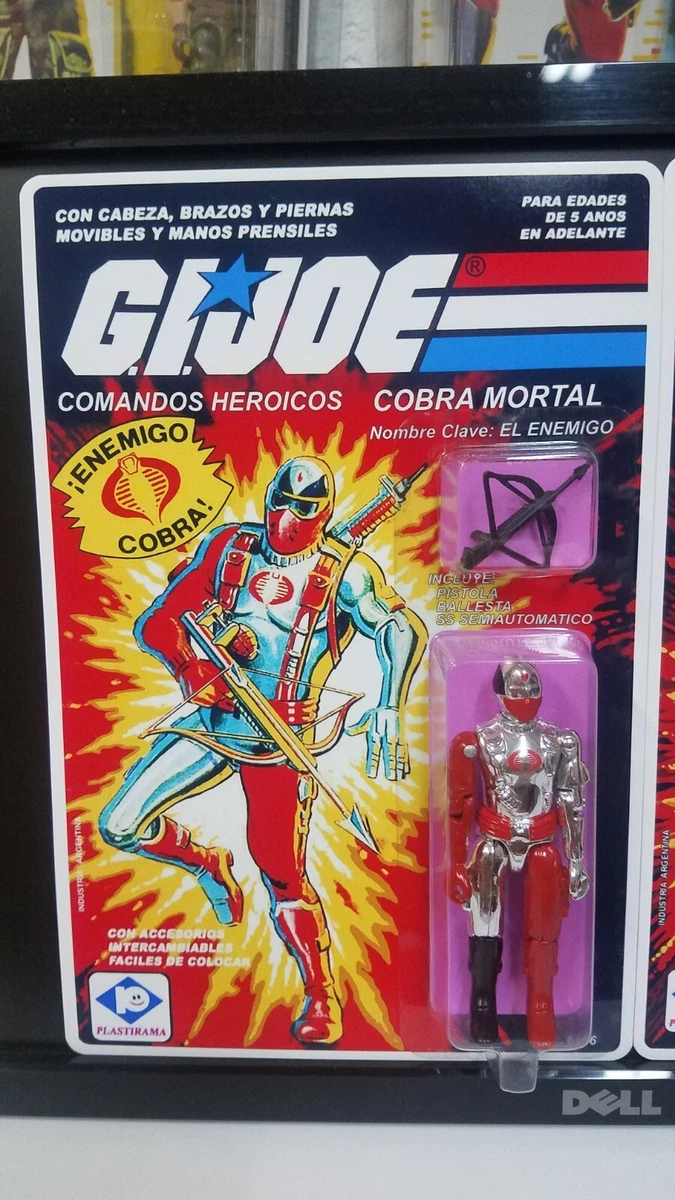 CON CABEZA, BRAZOS Y PIERNAS
MOVIBLES Y MANOS PRENSILES
PARA EDADES
DE 5 ANOS
EN ADELANTE
G.I.JOE®
COMANDOS HEROICOS
COBRA MORTAL
Nombre Clave: EL ENEMIGO
¡ENEMIGO
COBRA!
INCLUYE:
PISTOLA
BALLESTA
SS SEMIAUTOMATICO
INDUSTRIA ARGENTINA
CON ACCESORIOS
INTERCAMBIABLES
FACILES DE COLOCAR
PLASTIRAMA
INDUSTRIA ARGENTINA
DELL